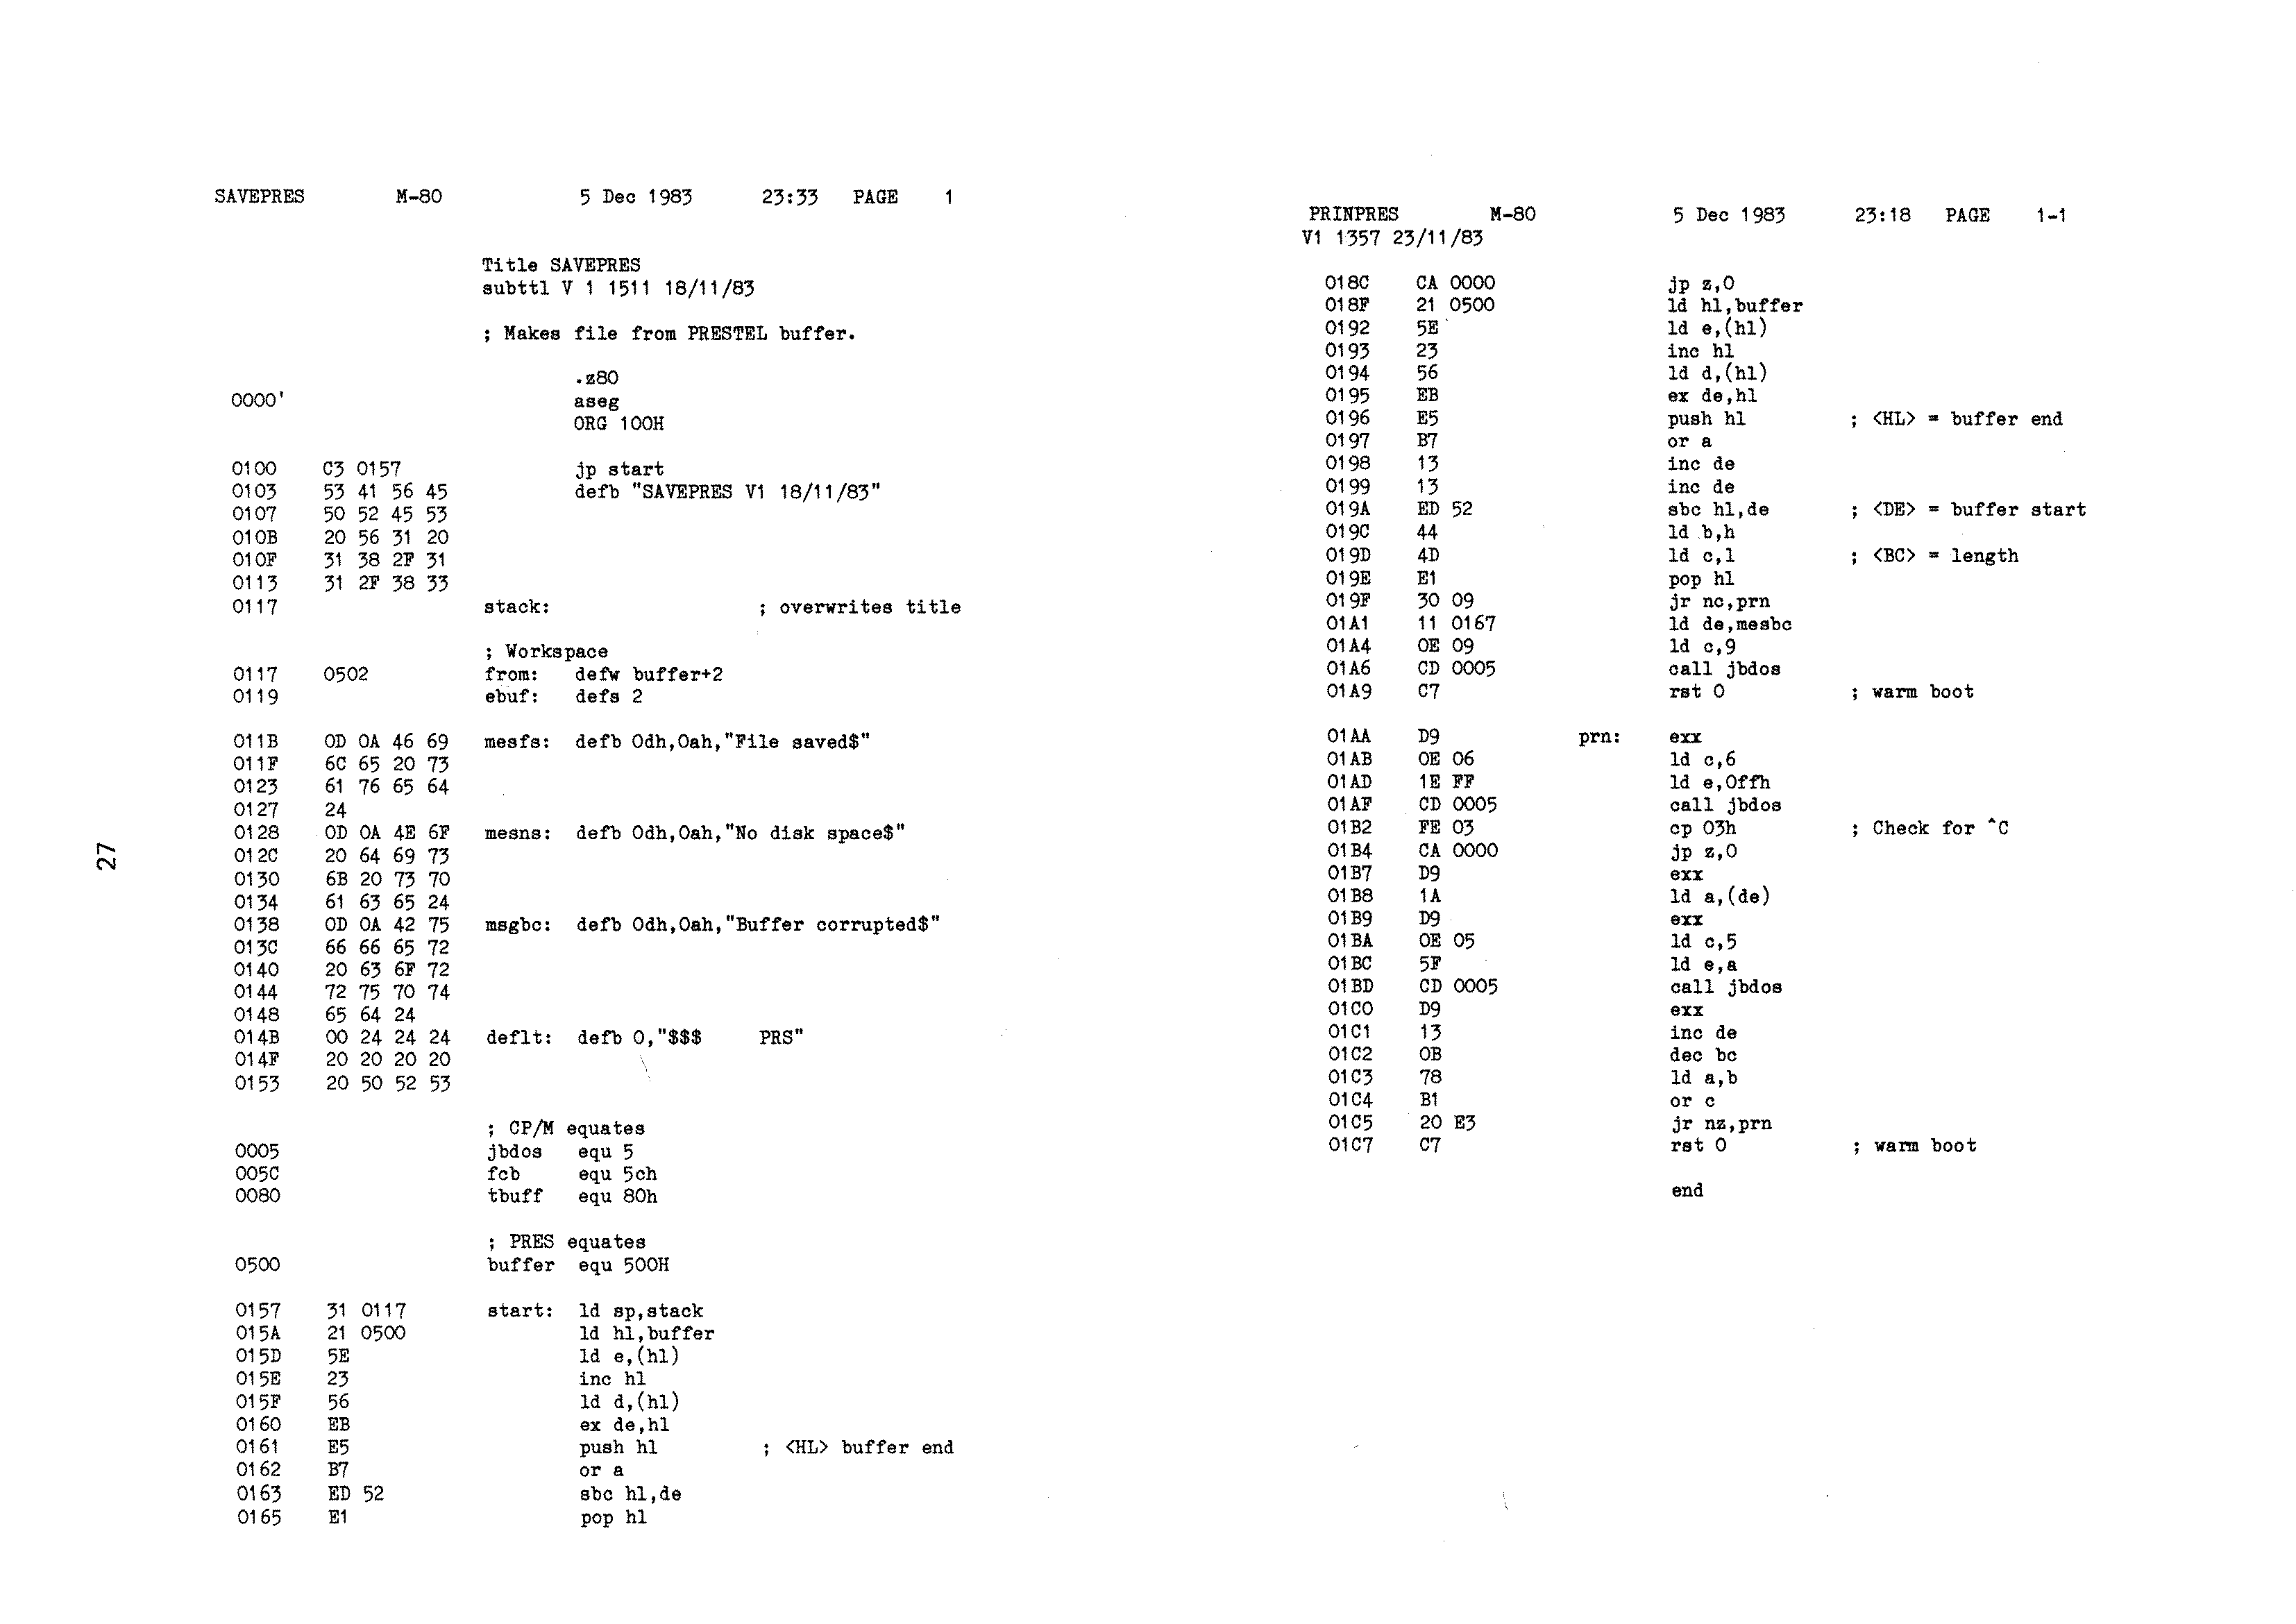 SAVEPRES M-80 5 Dec 1983 23:33 PAGE 1
Title SAVEPRES
subttl V 1 1511 18/11/83
; Makes file from PRESTEL buffer.
.z80
0000' aseg
ORG 100H
0100 C3 0157 jp start
0103 53 41 56 45 defb "SAVEPRES V1 18/11/83"
0107 50 52 45 53
010B 20 56 31 20
010F 31 38 2F 31
0113 31 2F 38 33
0117 stack: ; overwrites title
; Workspace
0117 0502 from: defw buffer+2
0119 ebuf: defs 2
011B 0D 0A 46 69 mesfs: defb 0dh,0ah,"File saved$"
011F 6C 65 20 73
0123 61 76 65 64
0127 24
0128 0D 0A 4E 6F mesns: defb 0dh,0ah,"No disk space$"
012C 20 64 69 73
0130 6B 20 73 70
0134 61 63 65 24
0138 0D 0A 42 75 msgbc: defb 0dh,0ah,"Buffer corrupted$"
013C 66 66 65 72
0140 20 63 6F 72
0144 72 75 70 74
0148 65 64 24
014B 00 24 24 24 deflt: defb 0,"$$$     PRS"
014F 20 20 20 20
0153 20 50 52 53
; CP/M equates
0005 jbdos equ 5
005C fcb equ 5ch
0080 tbuff equ 80h
; PRES equates
0500 buffer equ 500H
0157 31 0117 start: ld sp,stack
015A 21 0500 ld hl,buffer
015D 5E ld e,(hl)
015E 23 inc hl
015F 56 ld d,(hl)
0160 EB ex de,hl
0161 E5 push hl ; <HL> buffer end
0162 B7 or a
0163 ED 52 sbc hl,de
0165 E1 pop hl
27
PRINPRES M-80 5 Dec 1983 23:18 PAGE 1-1
V1 1357 23/11/83
018C CA 0000 jp z,0
018F 21 0500 ld hl,buffer
0192 5E ld e,(hl)
0193 23 inc hl
0194 56 ld d,(hl)
0195 EB ex de,hl
0196 E5 push hl ; <HL> = buffer end
0197 B7 or a
0198 13 inc de
0199 13 inc de
019A ED 52 sbc hl,de ; <DE> = buffer start
019C 44 ld b,h
019D 4D ld c,l ; <BC> = length
019E E1 pop hl
019F 30 09 jr nc,prn
01A1 11 0167 ld de,mesbc
01A4 0E 09 ld c,9
01A6 CD 0005 call jbdos
01A9 C7 rst 0 ; warm boot
01AA D9 prn: exx
01AB 0E 06 ld c,6
01AD 1E FF ld e,0ffh
01AF CD 0005 call jbdos
01B2 FE 03 cp 03h ; Check for ^C
01B4 CA 0000 jp z,0
01B7 D9 exx
01B8 1A ld a,(de)
01B9 D9 exx
01BA 0E 05 ld c,5
01BC 5F ld e,a
01BD CD 0005 call jbdos
01C0 D9 exx
01C1 13 inc de
01C2 0B dec bc
01C3 78 ld a,b
01C4 B1 or c
01C5 20 E3 jr nz,prn
01C7 C7 rst 0 ; warm boot
end